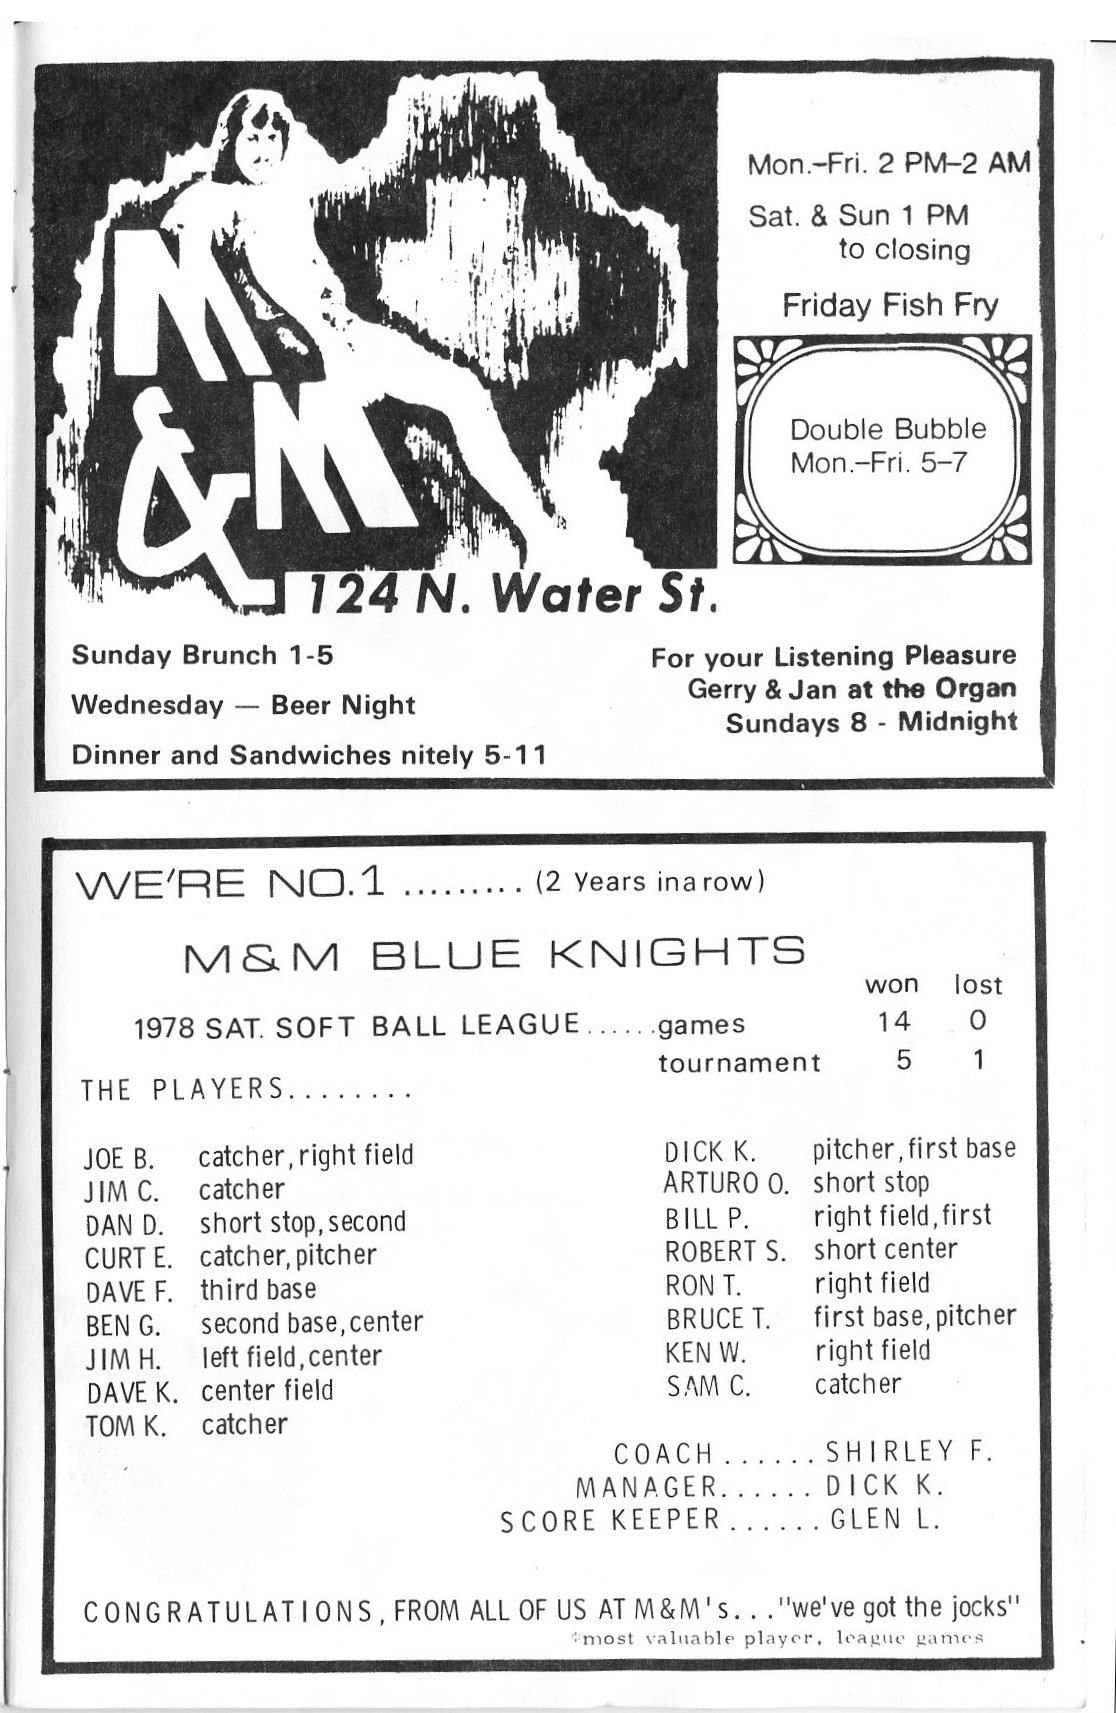 M
&M
124 N. Water St.
Mon.–Fri. 2 PM–2 AM
Sat. & Sun 1 PM
to closing
Friday Fish Fry
Double Bubble
Mon.–Fri. 5–7
Sunday Brunch 1-5
Wednesday — Beer Night
Dinner and Sandwiches nitely 5-11
For your Listening Pleasure
Gerry & Jan at the Organ
Sundays 8 - Midnight
WE'RE NO.1 ......... (2 Years in a row)
M&M BLUE KNIGHTS
won lost
1978 SAT. SOFT BALL LEAGUE......games 14 0
tournament 5 1
THE PLAYERS........
JOE B. catcher, right field
JIM C. catcher
DAN D. short stop, second
CURT E. catcher, pitcher
DAVE F. third base
BEN G. second base, center
JIM H. left field, center
DAVE K. center field
TOM K. catcher
DICK K. pitcher, first base
ARTURO O. short stop
BILL P. right field, first
ROBERT S. short center
RON T. right field
BRUCE T. first base, pitcher
KEN W. right field
SAM C. catcher
COACH ...... SHIRLEY F.
MANAGER...... DICK K.
SCORE KEEPER ...... GLEN L.
CONGRATULATIONS, FROM ALL OF US AT M&M's..."we've got the jocks"
*most valuable player, league games